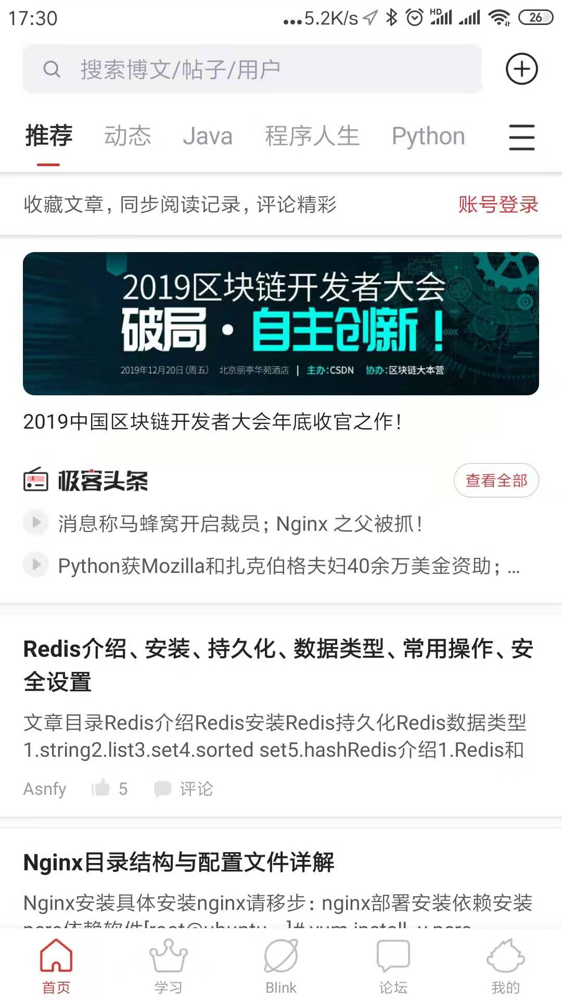 17:30
...5.2K/s
HD
26
搜索博文/帖子/用户
推荐 动态 Java 程序人生 Python
收藏文章，同步阅读记录，评论精彩 账号登录
2019区块链开发者大会
破局·自主创新！
2019年12月20日（周五） 北京丽亭华苑酒店 | 主办：CSDN 协办：区块链大本营
2019中国区块链开发者大会年底收官之作！
极客头条 查看全部
消息称马蜂窝开启裁员；Nginx 之父被抓！
Python获Mozilla和扎克伯格夫妇40余万美金资助；...
Redis介绍、安装、持久化、数据类型、常用操作、安
全设置
文章目录Redis介绍Redis安装Redis持久化Redis数据类型
1.string2.list3.set4.sorted set5.hashRedis介绍1.Redis和
Asnfy 5 评论
Nginx目录结构与配置文件详解
Nginx安装具体安装nginx请移步：nginx部署安装依赖安装
首页 学习 Blink 论坛 我的